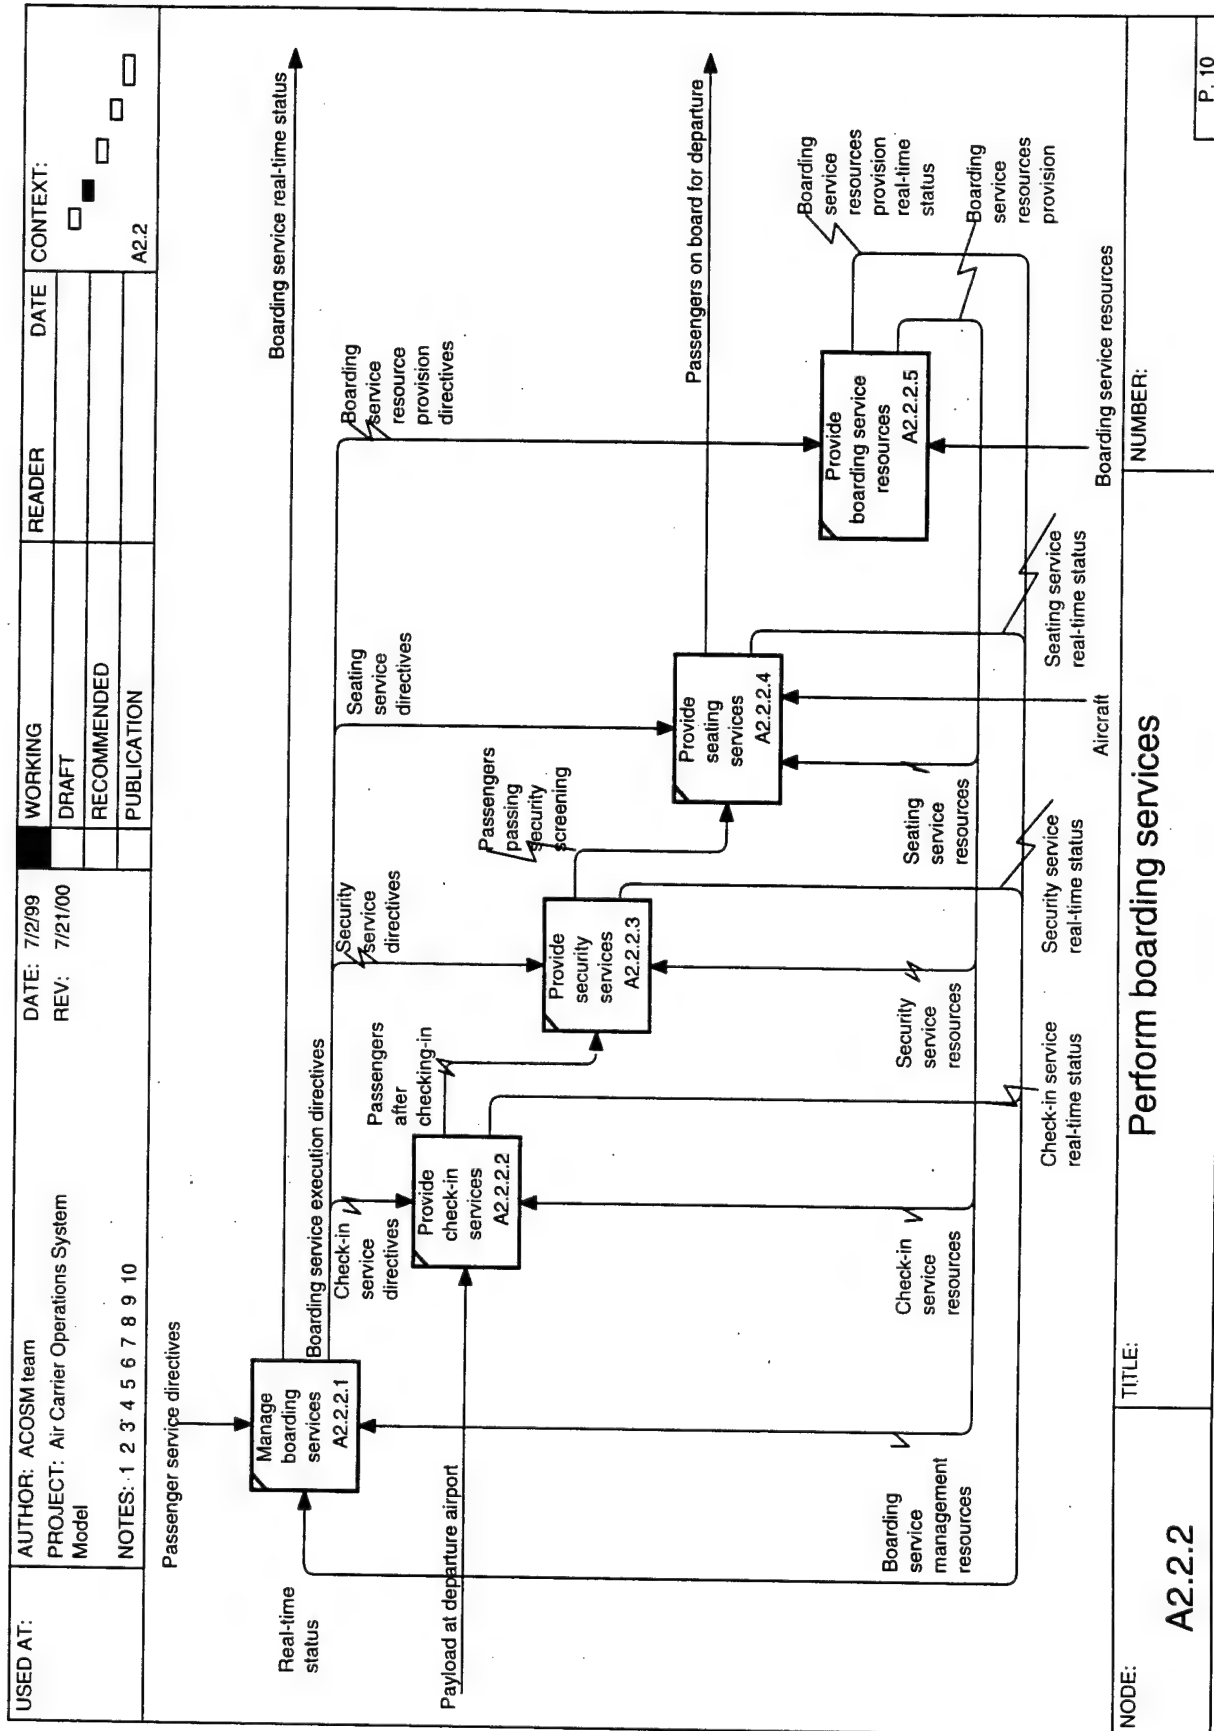 USED AT:
AUTHOR: ACOSM team
PROJECT: Air Carrier Operations System
Model
NOTES: 1 2 3 4 5 6 7 8 9 10
DATE: 7/2/99
REV: 7/21/00
WORKING
DRAFT
RECOMMENDED
PUBLICATION
READER
DATE
CONTEXT:
A2.2
Passenger service directives
Real-time
status
Payload at departure airport
Manage
boarding
services
A2.2.2.1
Boarding service real-time status
Boarding service execution directives
Check-in
service
directives
Security
service
directives
Seating
service
directives
Boarding
service
resource
provision
directives
Provide
check-in
services
A2.2.2.2
Passengers
after
checking-in
Provide
security
services
A2.2.2.3
Passengers
passing
security
screening
Provide
seating
services
A2.2.2.4
Passengers on board for departure
Provide
boarding service
resources
A2.2.2.5
Boarding
service
resources
provision
real-time
status
Boarding
service
resources
provision
Boarding
service
management
resources
Check-in
service
resources
Security
service
resources
Seating
service
resources
Check-in service
real-time status
Security service
real-time status
Seating service
real-time status
Aircraft
Boarding service resources
NODE:
A2.2.2
TITLE:
Perform boarding services
NUMBER:
P. 10